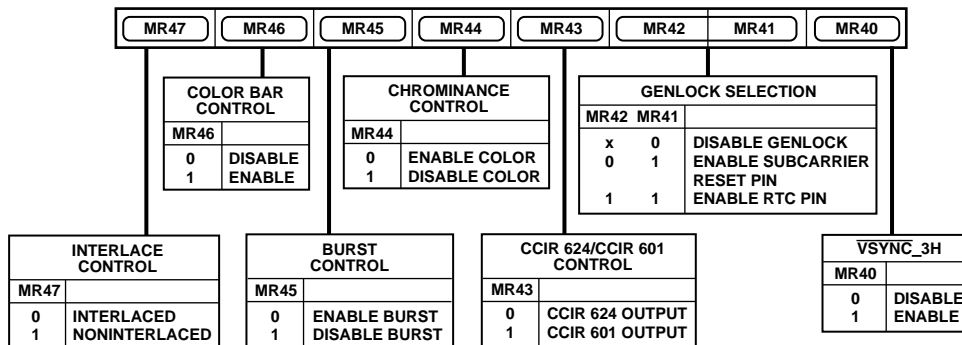 MR47 MR46 MR45 MR44 MR43 MR42 MR41 MR40
COLOR BAR
CONTROL
MR46
0 DISABLE
1 ENABLE
CHROMINANCE
CONTROL
MR44
0 ENABLE COLOR
1 DISABLE COLOR
GENLOCK SELECTION
MR42 MR41
x 0 DISABLE GENLOCK
0 1 ENABLE SUBCARRIER
RESET PIN
1 1 ENABLE RTC PIN
INTERLACE
CONTROL
MR47
0 INTERLACED
1 NONINTERLACED
BURST
CONTROL
MR45
0 ENABLE BURST
1 DISABLE BURST
CCIR 624/CCIR 601
CONTROL
MR43
0 CCIR 624 OUTPUT
1 CCIR 601 OUTPUT
VSYNC_3H
MR40
0 DISABLE
1 ENABLE